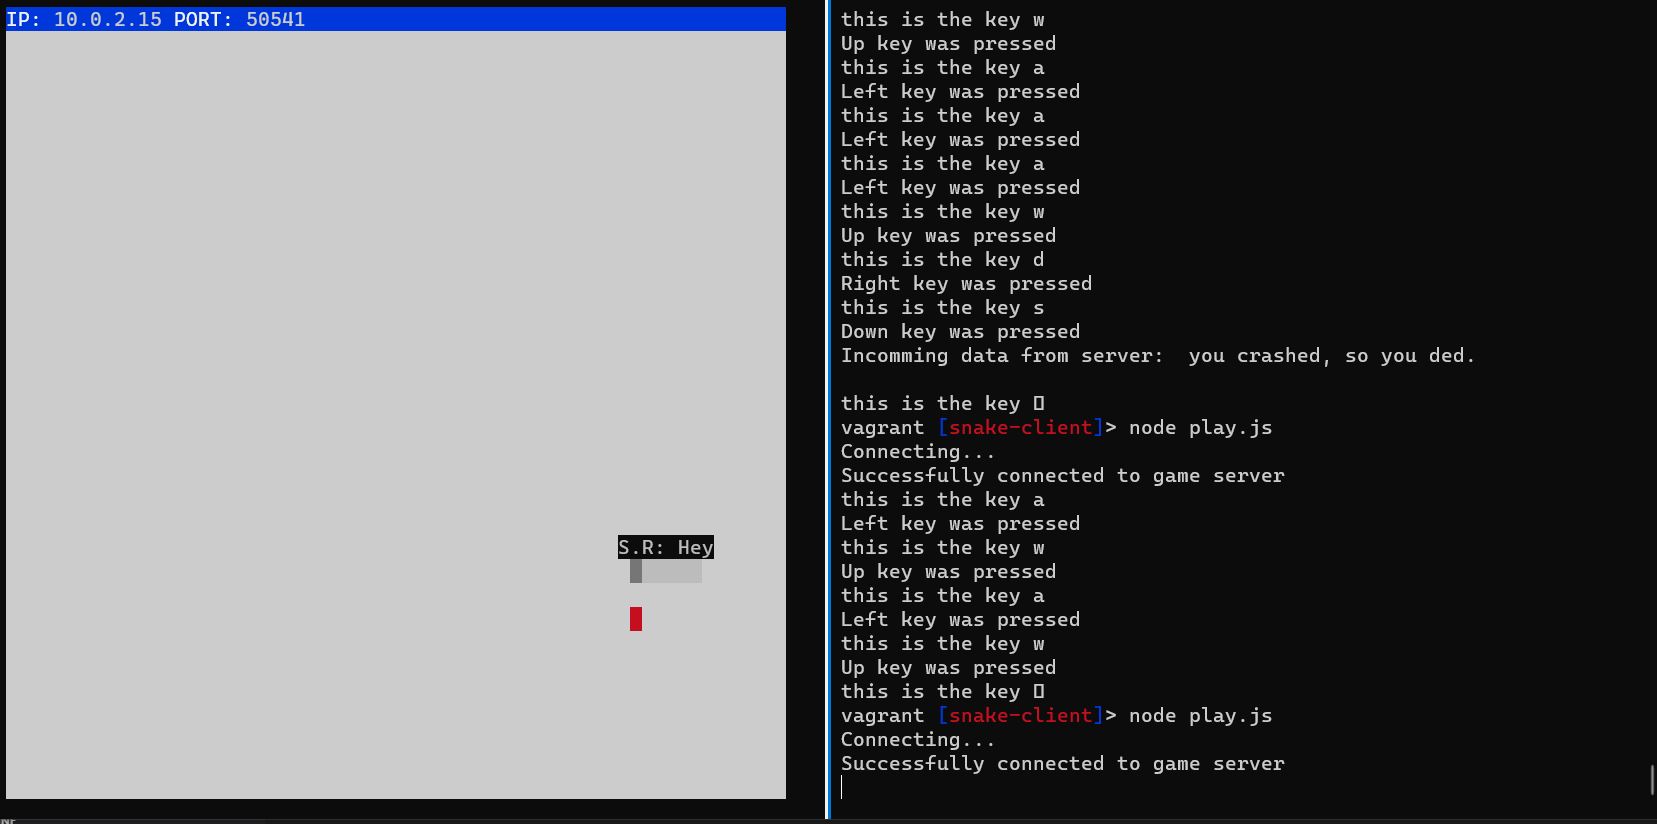 IP: 10.0.2.15 PORT: 50541
S.R: Hey
this is the key w
Up key was pressed
this is the key a
Left key was pressed
this is the key a
Left key was pressed
this is the key a
Left key was pressed
this is the key w
Up key was pressed
this is the key d
Right key was pressed
this is the key s
Down key was pressed
Incomming data from server:  you crashed, so you ded.
this is the key
vagrant [snake-client]> node play.js
Connecting...
Successfully connected to game server
this is the key a
Left key was pressed
this is the key w
Up key was pressed
this is the key a
Left key was pressed
this is the key w
Up key was pressed
this is the key
vagrant [snake-client]> node play.js
Connecting...
Successfully connected to game server